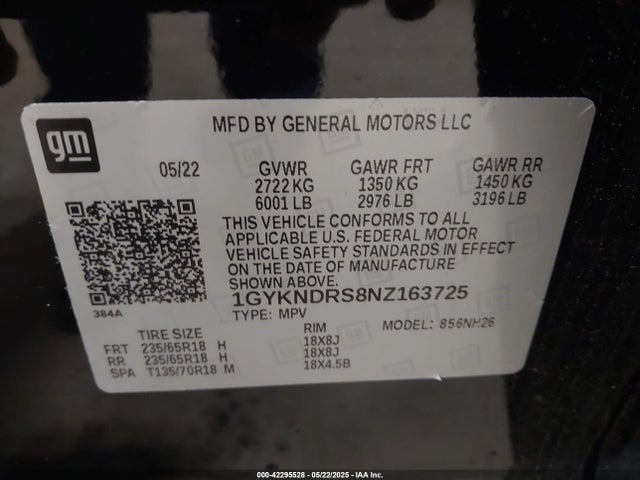 gm
MFD BY GENERAL MOTORS LLC
05/22 GVWR GAWR FRT GAWR RR
2722 KG 1350 KG 1450 KG
6001 LB 2976 LB 3196 LB
THIS VEHICLE CONFORMS TO ALL
APPLICABLE U.S. FEDERAL MOTOR
VEHICLE SAFETY STANDARDS IN EFFECT
ON THE DATE OF MANUFACTURE
SHOWN ABOVE.
384A
1GYKNDRS8NZ163725
TYPE: MPV MODEL: 856NH26
TIRE SIZE RIM
FRT 235/65R18 H 18X8J
RR 235/65R18 H 18X8J
SPA T135/70R18 M 18X4.5B
000-42295528 - 05/22/2025 - IAA Inc.